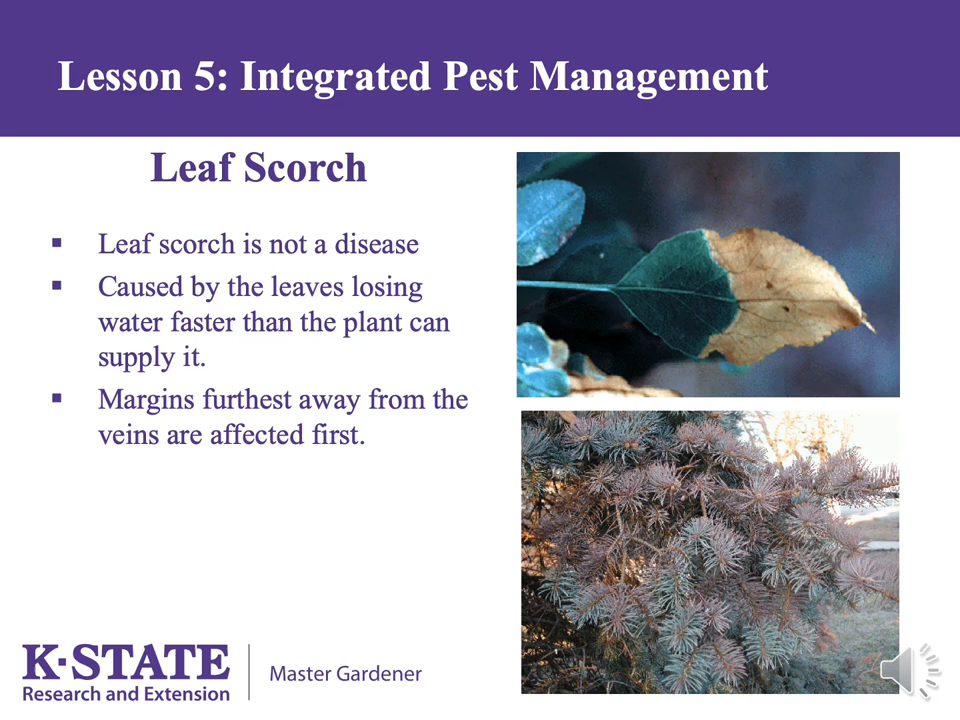 Lesson 5: Integrated Pest Management
Leaf Scorch
▪ Leaf scorch is not a disease
▪ Caused by the leaves losing
water faster than the plant can
supply it.
▪ Margins furthest away from the
veins are affected first.
K·STATE
Research and Extension
Master Gardener